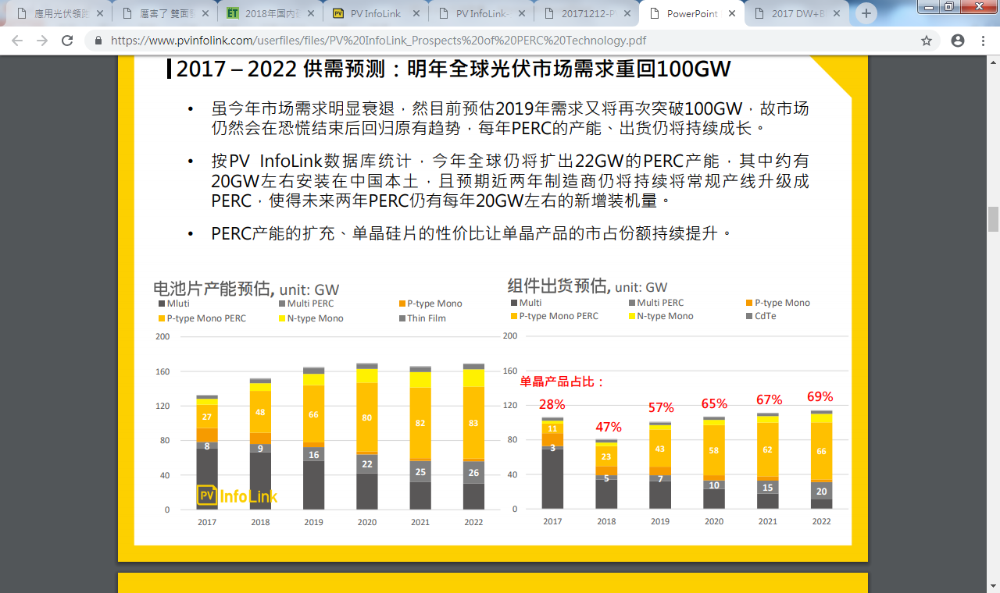 應用光伏領跑
厲害了 雙面
2018年国内
PV InfoLink
PV InfoLink-
20171212-P
PowerPoint
2017 DW+B
https://www.pvinfolink.com/userfiles/files/PV%20InfoLink_Prospects%20of%20PERC%20Technology.pdf
2017 – 2022 供需预测：明年全球光伏市场需求重回100GW
• 虽今年市场需求明显衰退，然目前预估2019年需求又将再次突破100GW，故市场
仍然会在恐慌结束后回归原有趋势，每年PERC的产能、出货仍将持续成长。
• 按PV InfoLink数据库统计，今年全球仍将扩出22GW的PERC产能，其中约有
20GW左右安装在中国本土，且预期近两年制造商仍将持续将常规产线升级成
PERC，使得未来两年PERC仍有每年20GW左右的新增装机量。
• PERC产能的扩充、单晶硅片的性价比让单晶产品的市占份额持续提升。
电池片产能预估, unit: GW
Mluti Multi PERC P-type Mono
P-type Mono PERC N-type Mono Thin Film
200
160
120
80
40
0
27 48 66 80 82 83
8 9 16 22 25 26
PV InfoLink
2017 2018 2019 2020 2021 2022
组件出货预估, unit: GW
Multi Multi PERC P-type Mono
P-type Mono PERC N-type Mono CdTe
200
160
120
80
40
0
单晶产品占比：
28% 47% 57% 65% 67% 69%
11 23 43 58 62 66
3 5 7 10 15 20
2017 2018 2019 2020 2021 2022